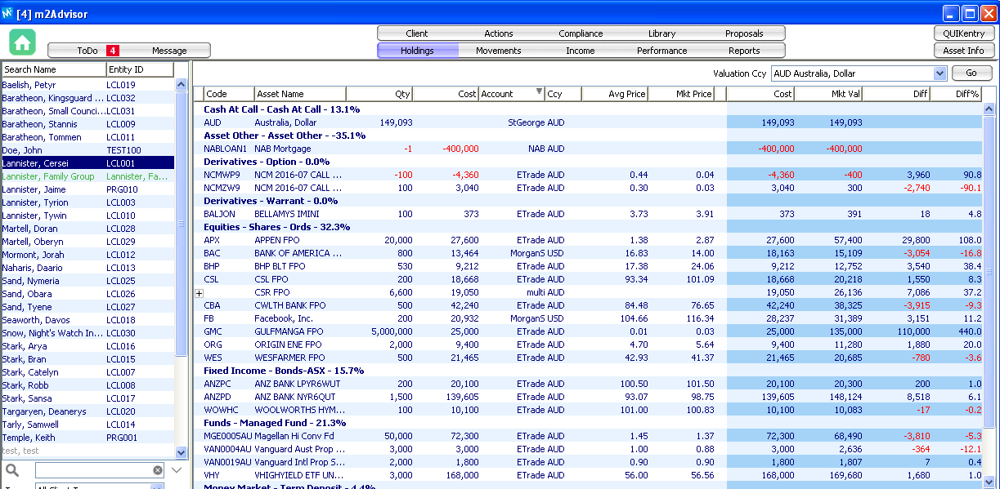 [4] m2Advisor
Client Actions Compliance Library Proposals QUIKentry
ToDo 4 Message Holdings Movements Income Performance Reports Asset Info
Search Name Entity ID
Baelish, Petyr LCL019
Baratheon, Kingsguard ... LCL032
Baratheon, Small Counci... LCL031
Baratheon, Stannis LCL009
Baratheon, Tommen LCL011
Doe, John TEST100
Lannister, Cersei LCL001
Lannister, Family Group Lannister, Fa...
Lannister, Jaime PRG010
Lannister, Tyrion LCL003
Lannister, Tywin LCL010
Martell, Doran LCL028
Martell, Oberyn LCL029
Mormont, Jorah LCL012
Naharis, Daario LCL013
Sand, Nymeria LCL025
Sand, Obara LCL026
Sand, Tyene LCL027
Seaworth, Davos LCL018
Snow, Night's Watch In... LCL030
Stark, Arya LCL016
Stark, Bran LCL015
Stark, Catelyn LCL007
Stark, Robb LCL008
Stark, Sansa LCL017
Targaryen, Deanerys LCL020
Tarly, Samwell LCL014
Temple, Keith PRG001
test, test
All Client T
Valuation Ccy AUD Australia, Dollar Go
Code Asset Name Qty Cost Account Ccy Avg Price Mkt Price Cost Mkt Val Diff Diff%
Cash At Call - Cash At Call - 13.1%
AUD Australia, Dollar 149,093 StGeorge AUD 149,093 149,093
Asset Other - Asset Other - -35.1%
NABLOAN1 NAB Mortgage -1 -400,000 NAB AUD -400,000 -400,000
Derivatives - Option - 0.0%
NCMWP9 NCM 2016-07 CALL ... -100 -4,360 ETrade AUD 0.44 0.04 -4,360 -400 3,960 90.8
NCMZW9 NCM 2016-07 CALL ... 100 3,040 ETrade AUD 0.30 0.03 3,040 300 -2,740 -90.1
Derivatives - Warrant - 0.0%
BALJON BELLAMYS IMINI 100 373 ETrade AUD 3.73 3.91 373 391 18 4.8
Equities - Shares - Ords - 32.3%
APX APPEN FPO 20,000 27,600 ETrade AUD 1.38 2.87 27,600 57,400 29,800 108.0
BAC BANK OF AMERICA ... 800 13,464 MorganS USD 16.83 14.00 18,163 15,109 -3,054 -16.8
BHP BHP BLT FPO 530 9,212 ETrade AUD 17.38 24.06 9,212 12,752 3,540 38.4
CSL CSL FPO 200 18,668 ETrade AUD 93.34 101.09 18,668 20,218 1,550 8.3
CSR FPO 6,600 19,050 multi AUD 19,050 26,136 7,086 37.2
CBA CWLTH BANK FPO 500 42,240 ETrade AUD 84.48 76.65 42,240 38,325 -3,915 -9.3
FB Facebook, Inc. 200 20,932 MorganS USD 104.66 116.34 28,237 31,389 3,151 11.2
GMC GULFMANGA FPO 5,000,000 25,000 ETrade AUD 0.01 0.03 25,000 135,000 110,000 440.0
ORG ORIGIN ENE FPO 2,000 9,400 ETrade AUD 4.70 5.64 9,400 11,280 1,880 20.0
WES WESFARMER FPO 500 21,465 ETrade AUD 42.93 41.37 21,465 20,685 -780 -3.6
Fixed Income - Bonds-ASX - 15.7%
ANZPC ANZ BANK LPYR6WUT 200 20,100 ETrade AUD 100.50 101.50 20,100 20,300 200 1.0
ANZPD ANZ BANK NYR6QUT 1,500 139,605 ETrade AUD 93.07 98.75 139,605 148,124 8,518 6.1
WOWHC WOOLWORTHS HYM... 100 10,100 ETrade AUD 101.00 100.83 10,100 10,083 -17 -0.2
Funds - Managed Fund - 21.3%
MGE0005AU Magellan Hi Conv Fd 50,000 72,300 ETrade AUD 1.45 1.37 72,300 68,490 -3,810 -5.3
VAN0004AU Vanguard Aust Prop ... 3,000 3,000 ETrade AUD 1.00 0.88 3,000 2,636 -364 -12.1
VAN0019AU Vanguard Intl Prop S... 2,000 1,800 ETrade AUD 0.90 0.90 1,800 1,807 7 0.4
VHY VHIGHYIELD ETF UN... 3,000 168,000 ETrade AUD 56.00 56.56 168,000 169,680 1,680 1.0
Money Market - Term Deposit - 4.4%